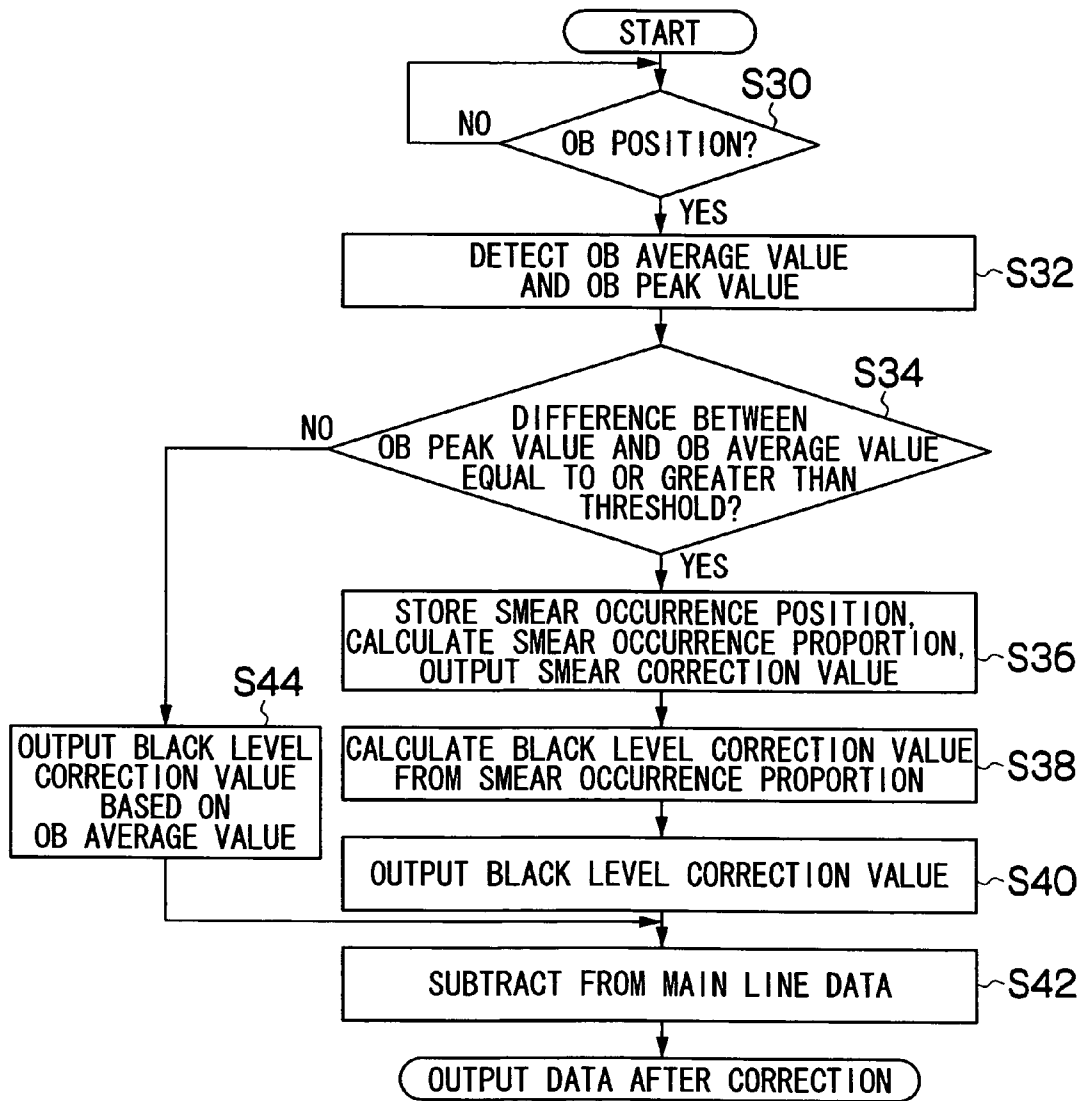 START
S30
NO
OB POSITION?
YES
DETECT OB AVERAGE VALUE
AND OB PEAK VALUE
S32
S34
NO
DIFFERENCE BETWEEN
OB PEAK VALUE AND OB AVERAGE VALUE
EQUAL TO OR GREATER THAN
THRESHOLD?
YES
STORE SMEAR OCCURRENCE POSITION,
CALCULATE SMEAR OCCURRENCE PROPORTION,
OUTPUT SMEAR CORRECTION VALUE
S36
S44
OUTPUT BLACK LEVEL
CORRECTION VALUE
BASED ON
OB AVERAGE VALUE
CALCULATE BLACK LEVEL CORRECTION VALUE
FROM SMEAR OCCURRENCE PROPORTION
S38
OUTPUT BLACK LEVEL CORRECTION VALUE
S40
SUBTRACT FROM MAIN LINE DATA
S42
OUTPUT DATA AFTER CORRECTION